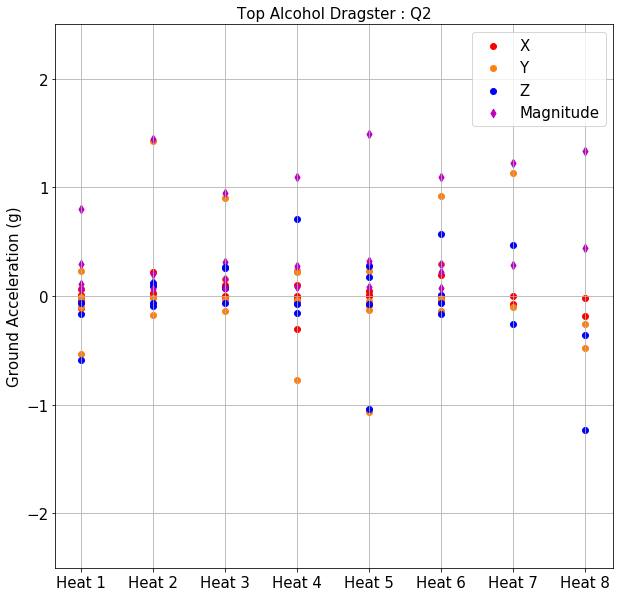 Top Alcohol Dragster : Q2
X
Y
Z
Magnitude
Ground Acceleration (g)
2
1
0
−1
−2
Heat 1 Heat 2 Heat 3 Heat 4 Heat 5 Heat 6 Heat 7 Heat 8